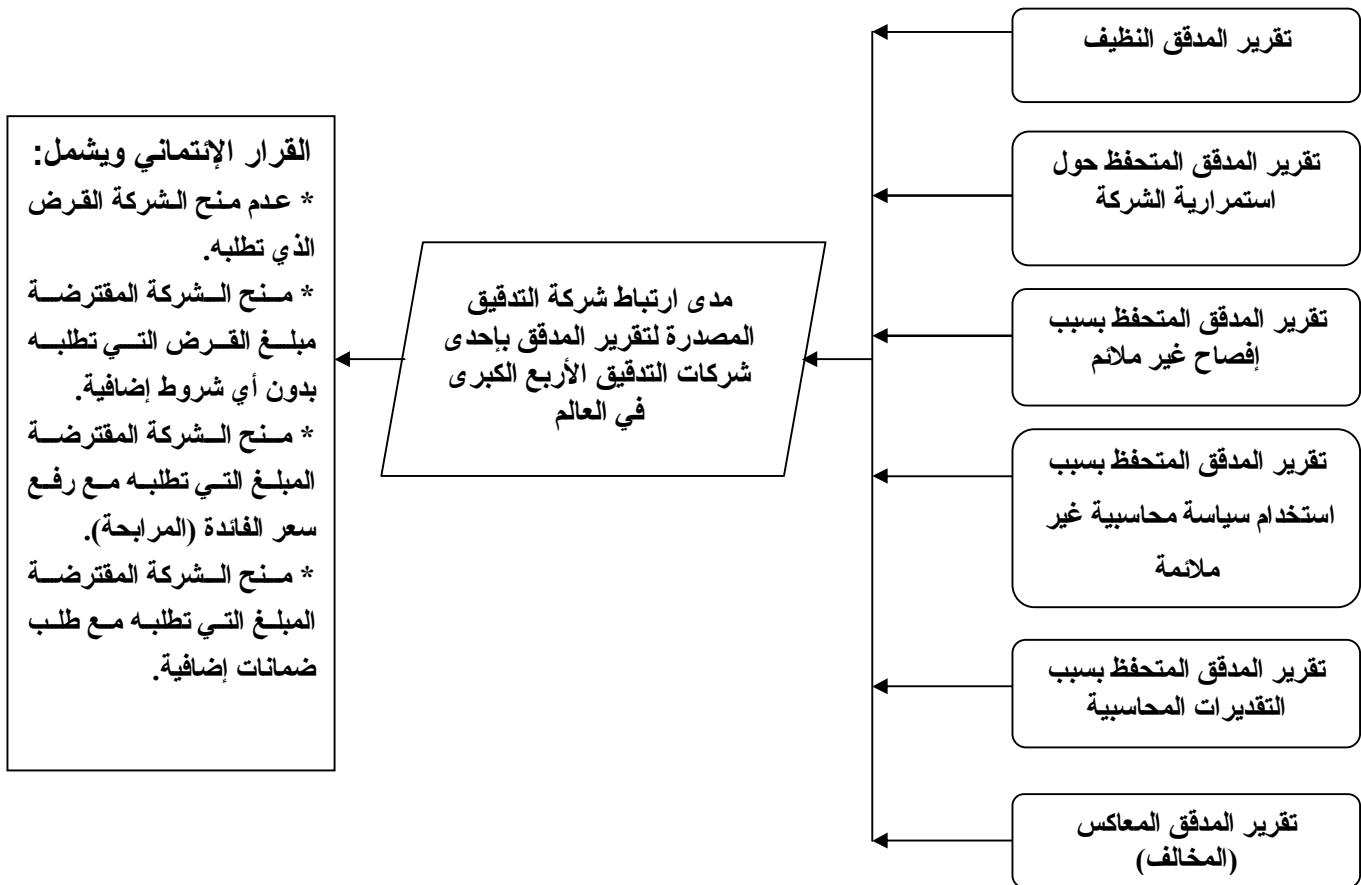 تقرير المدقق النظيف
تقرير المدقق المتحفظ حول
استمرارية الشركة
تقرير المدقق المتحفظ بسبب
إفصاح غير ملائم
تقرير المدقق المتحفظ بسبب
استخدام سياسة محاسبية غير
ملائمة
تقرير المدقق المتحفظ بسبب
التقديرات المحاسبية
تقرير المدقق المعاكس
(المخالف)
مدى ارتباط شركة التدقيق
المصدرة لتقرير المدقق بإحدى
شركات التدقيق الأربع الكبرى
في العالم
القرار الإئتماني ويشمل:
* عدم منح الشركة القرض
الذي تطلبه.
* منح الشركة المقترضة
مبلغ القرض التي تطلبه
بدون أي شروط إضافية.
* منح الشركة المقترضة
المبلغ التي تطلبه مع رفع
سعر الفائدة (المرابحة).
* منح الشركة المقترضة
المبلغ التي تطلبه مع طلب
ضمانات إضافية.